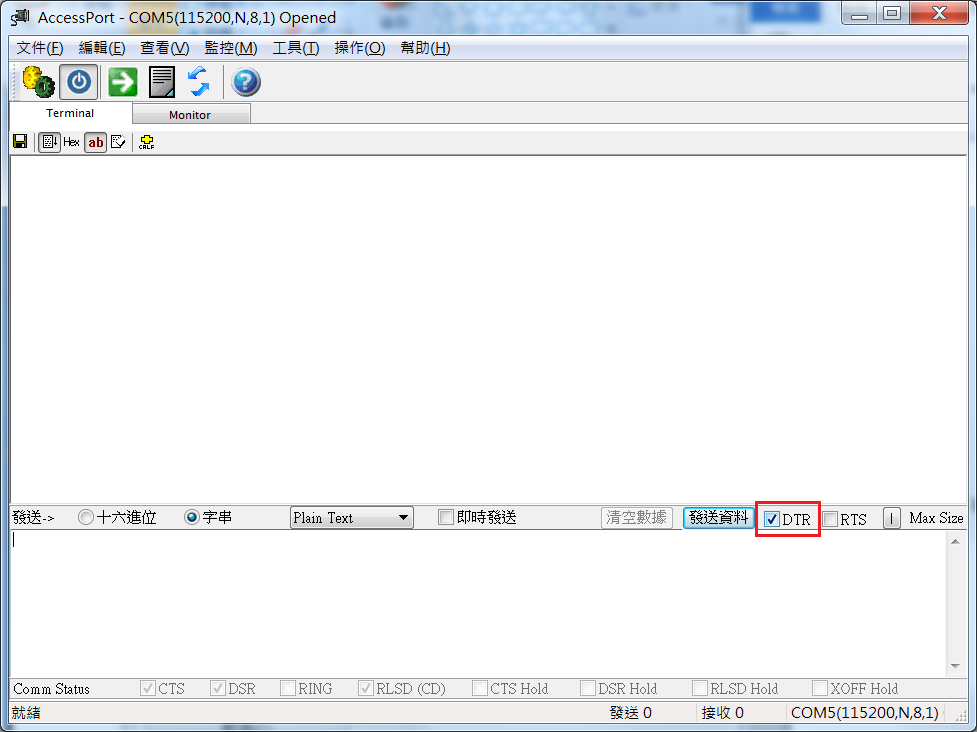 AccessPort - COM5(115200,N,8,1) Opened
文件(F) 編輯(E) 查看(V) 監控(M) 工具(T) 操作(O) 幫助(H)
Terminal Monitor
Hex ab CRLF
發送-> 十六進位 字串 Plain Text 即時發送 清空數據 發送資料 DTR RTS Max Size
Comm Status CTS DSR RING RLSD (CD) CTS Hold DSR Hold RLSD Hold XOFF Hold
就緒 發送 0 接收 0 COM5(115200,N,8,1)